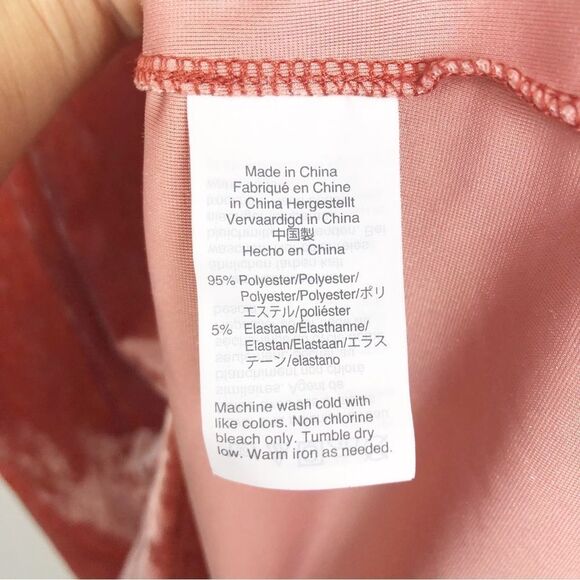 Made in China
Fabriqué en Chine
in China Hergestellt
Vervaardigd in China
中国製
Hecho en China
95% Polyester/Polyester/
Polyester/Polyester/ポリ
エステル/poliéster
5% Elastane/Élasthanne/
Elastan/Elastaan/エラス
テーン/elastano
Machine wash cold with
like colors. Non chlorine
bleach only. Tumble dry
low. Warm iron as needed.